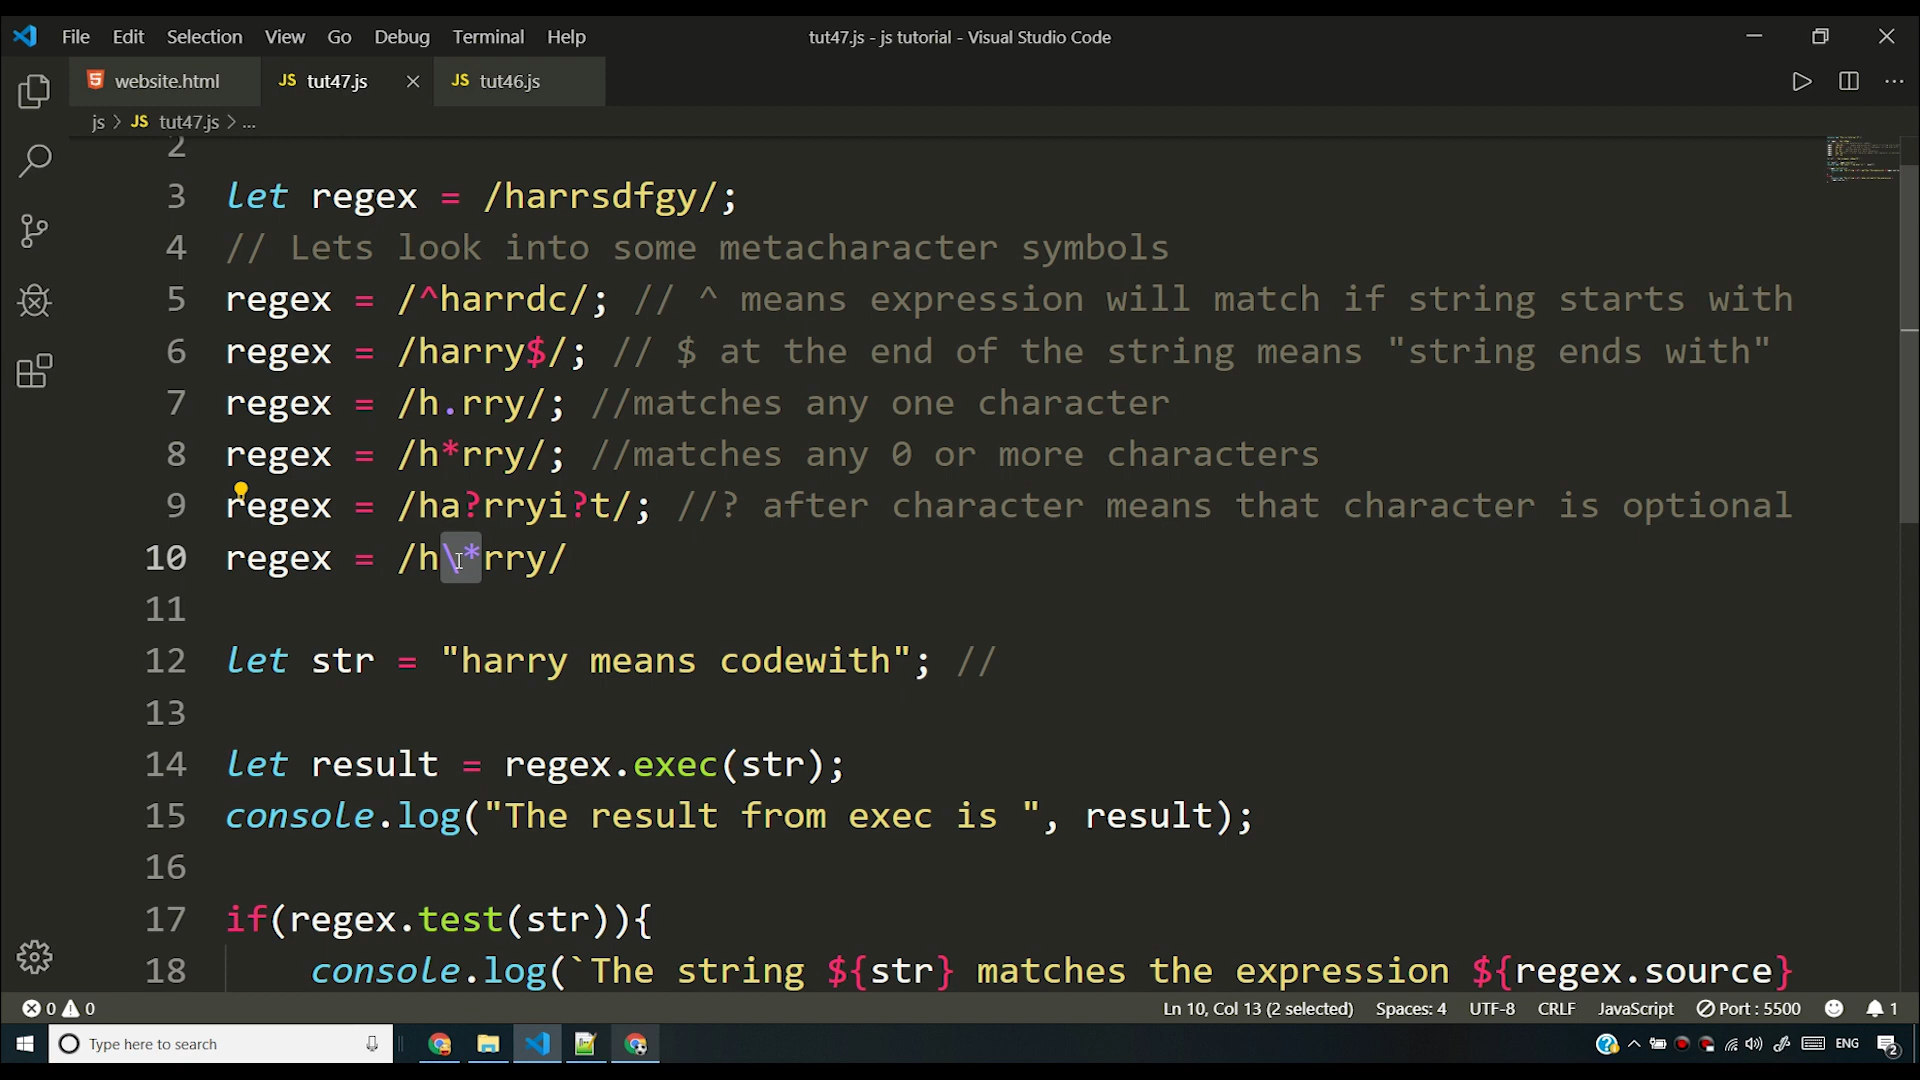 File Edit Selection View Go Debug Terminal Help
tut47.js - js tutorial - Visual Studio Code
website.html
JS tut47.js
JS tut46.js
js > JS tut47.js > ...
2
3 let regex = /harrsdfgy/;
4 // Lets look into some metacharacter symbols
5 regex = /^harrdc/; // ^ means expression will match if string starts with
6 regex = /harry$/; // $ at the end of the string means "string ends with"
7 regex = /h.rry/; //matches any one character
8 regex = /h*rry/; //matches any 0 or more characters
9 regex = /ha?rryi?t/; //? after character means that character is optional
10 regex = /h\*rry/
11
12 let str = "harry means codewith"; //
13
14 let result = regex.exec(str);
15 console.log("The result from exec is ", result);
16
17 if(regex.test(str)){
18 console.log(`The string ${str} matches the expression ${regex.source}
0 0
Ln 10, Col 13 (2 selected) Spaces: 4 UTF-8 CRLF JavaScript Port : 5500 1
Type here to search
ENG 2